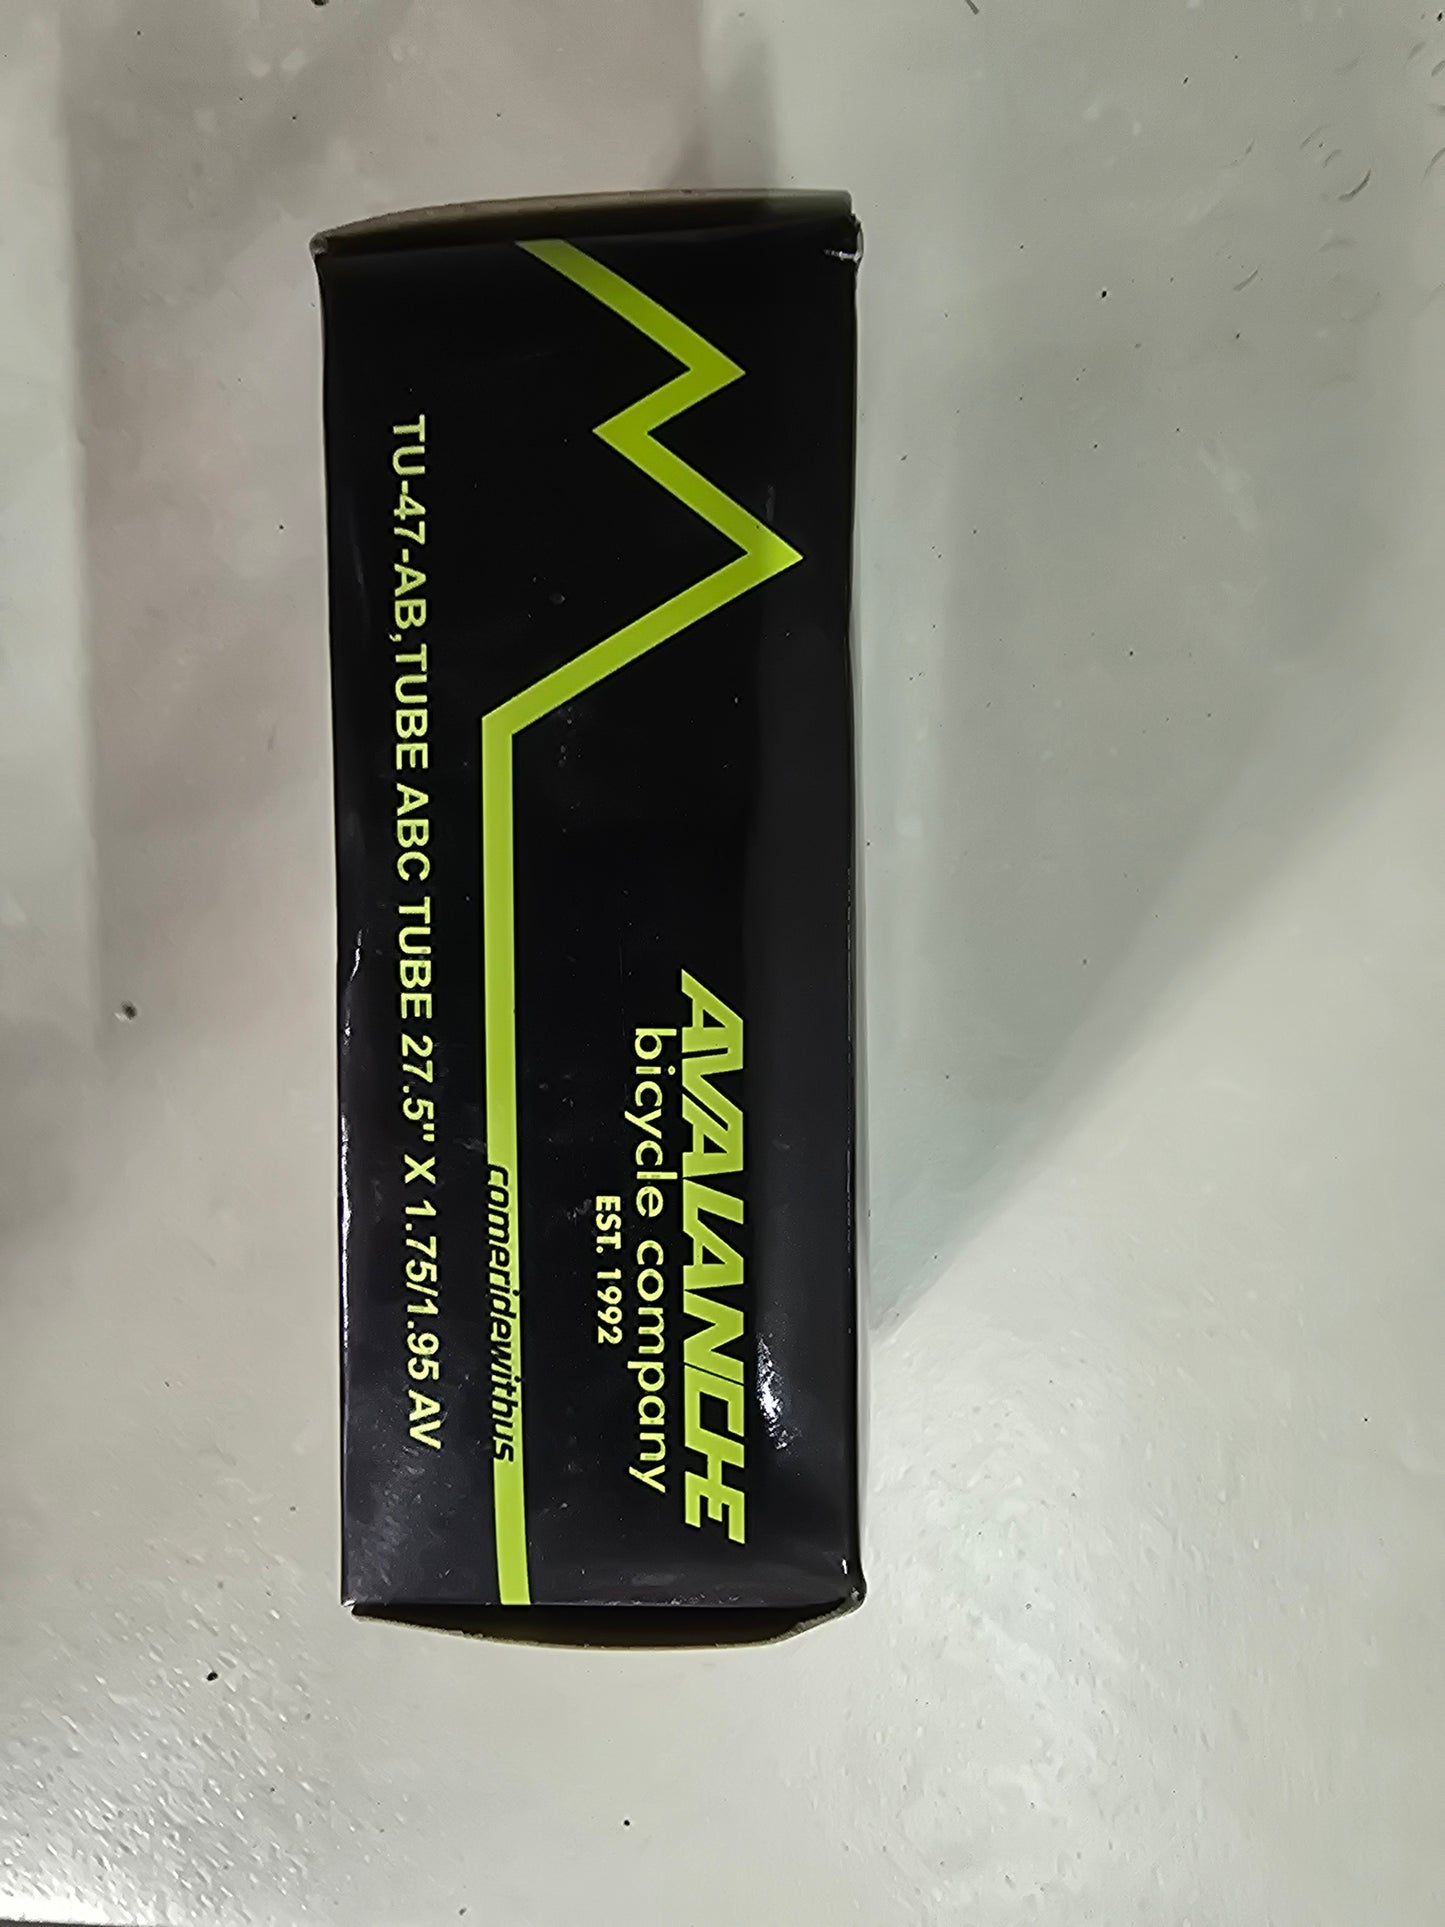 AVALANCHE
bicycle company
EST. 1992
comeridewithus
TU-47-AB,TUBE ABC TUBE 27.5" X 1.75/1.95 AV